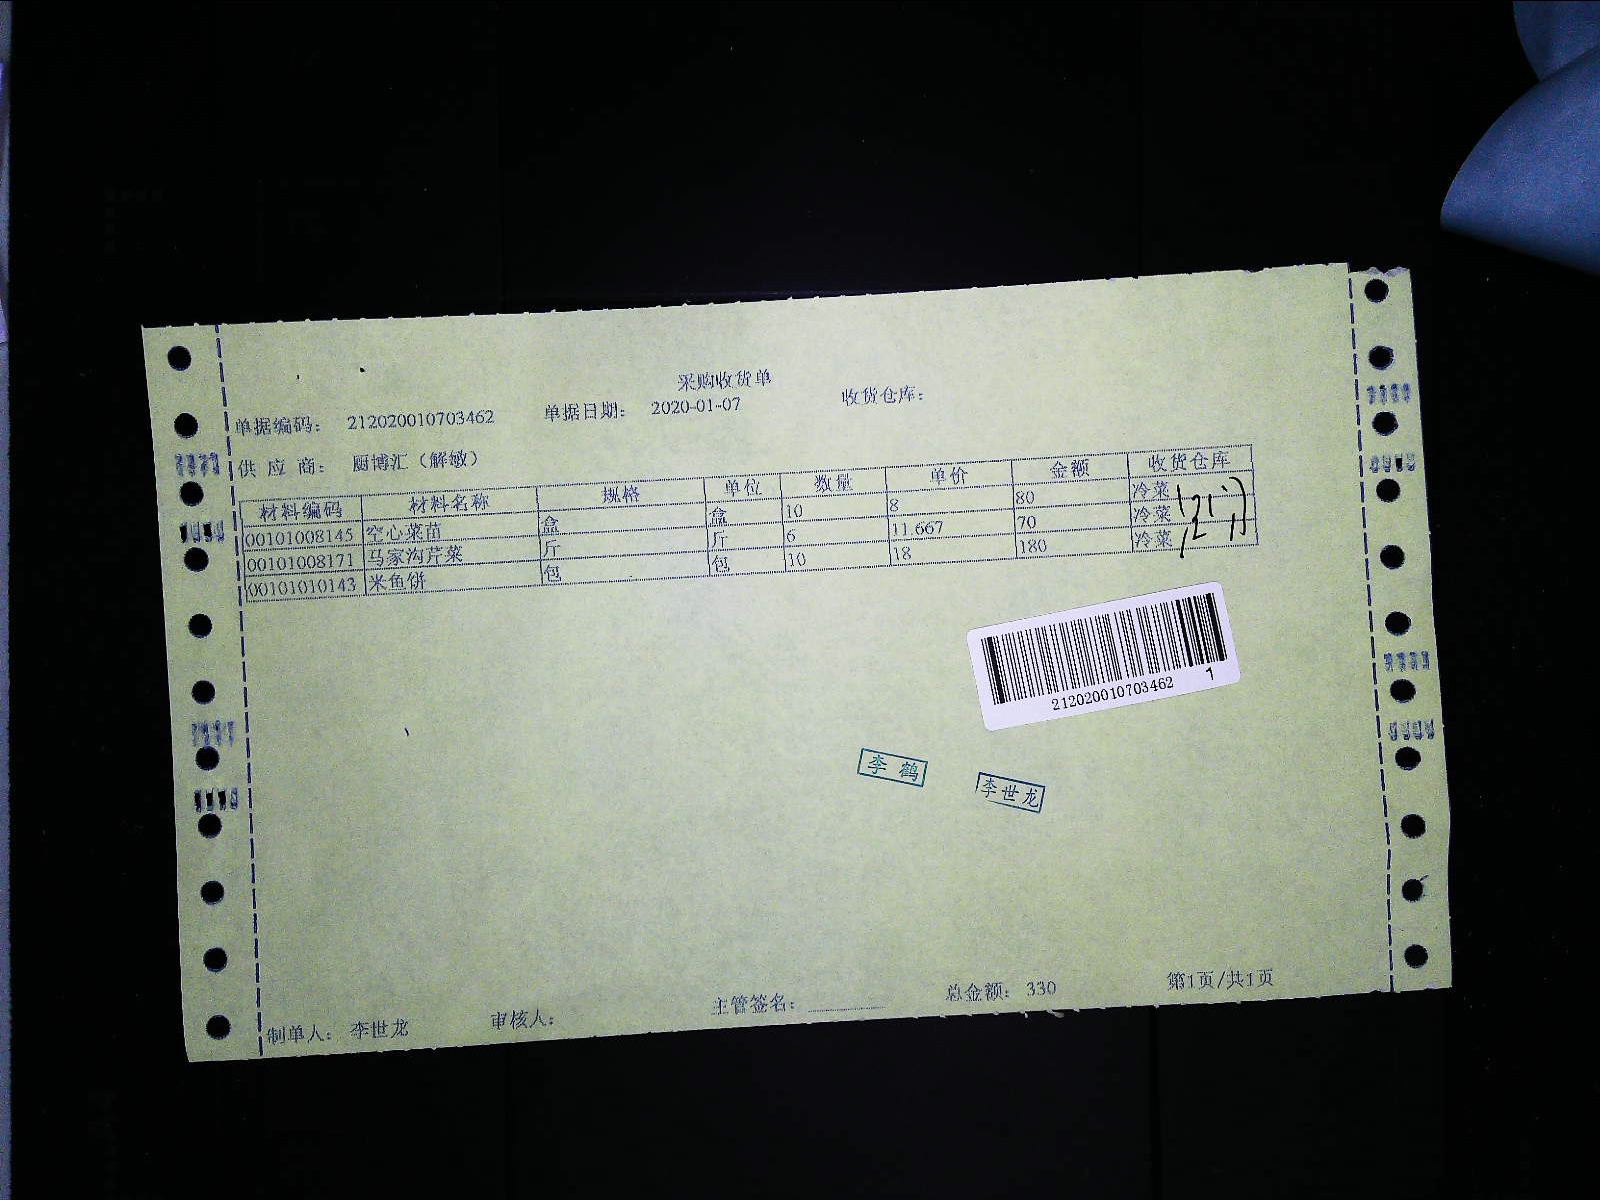 采购收货单
单据编码： 212020010703462 单据日期： 2020-01-07 收货仓库：
供 应 商： 厨博汇（解敏）
材料编码 材料名称 规格 单位 数量 单价 金额 收货仓库
00101008145 空心菜苗 盒 盒 10 8 80 冷菜
00101008171 马家沟芹菜 斤 斤 6 11.667 70 冷菜
00101010143 米鱼饼 包 包 10 18 180 冷菜
212020010703462 1
李鹤 李世龙
制单人： 李世龙 审核人： 主管签名： 总金额： 330 第1页/共1页